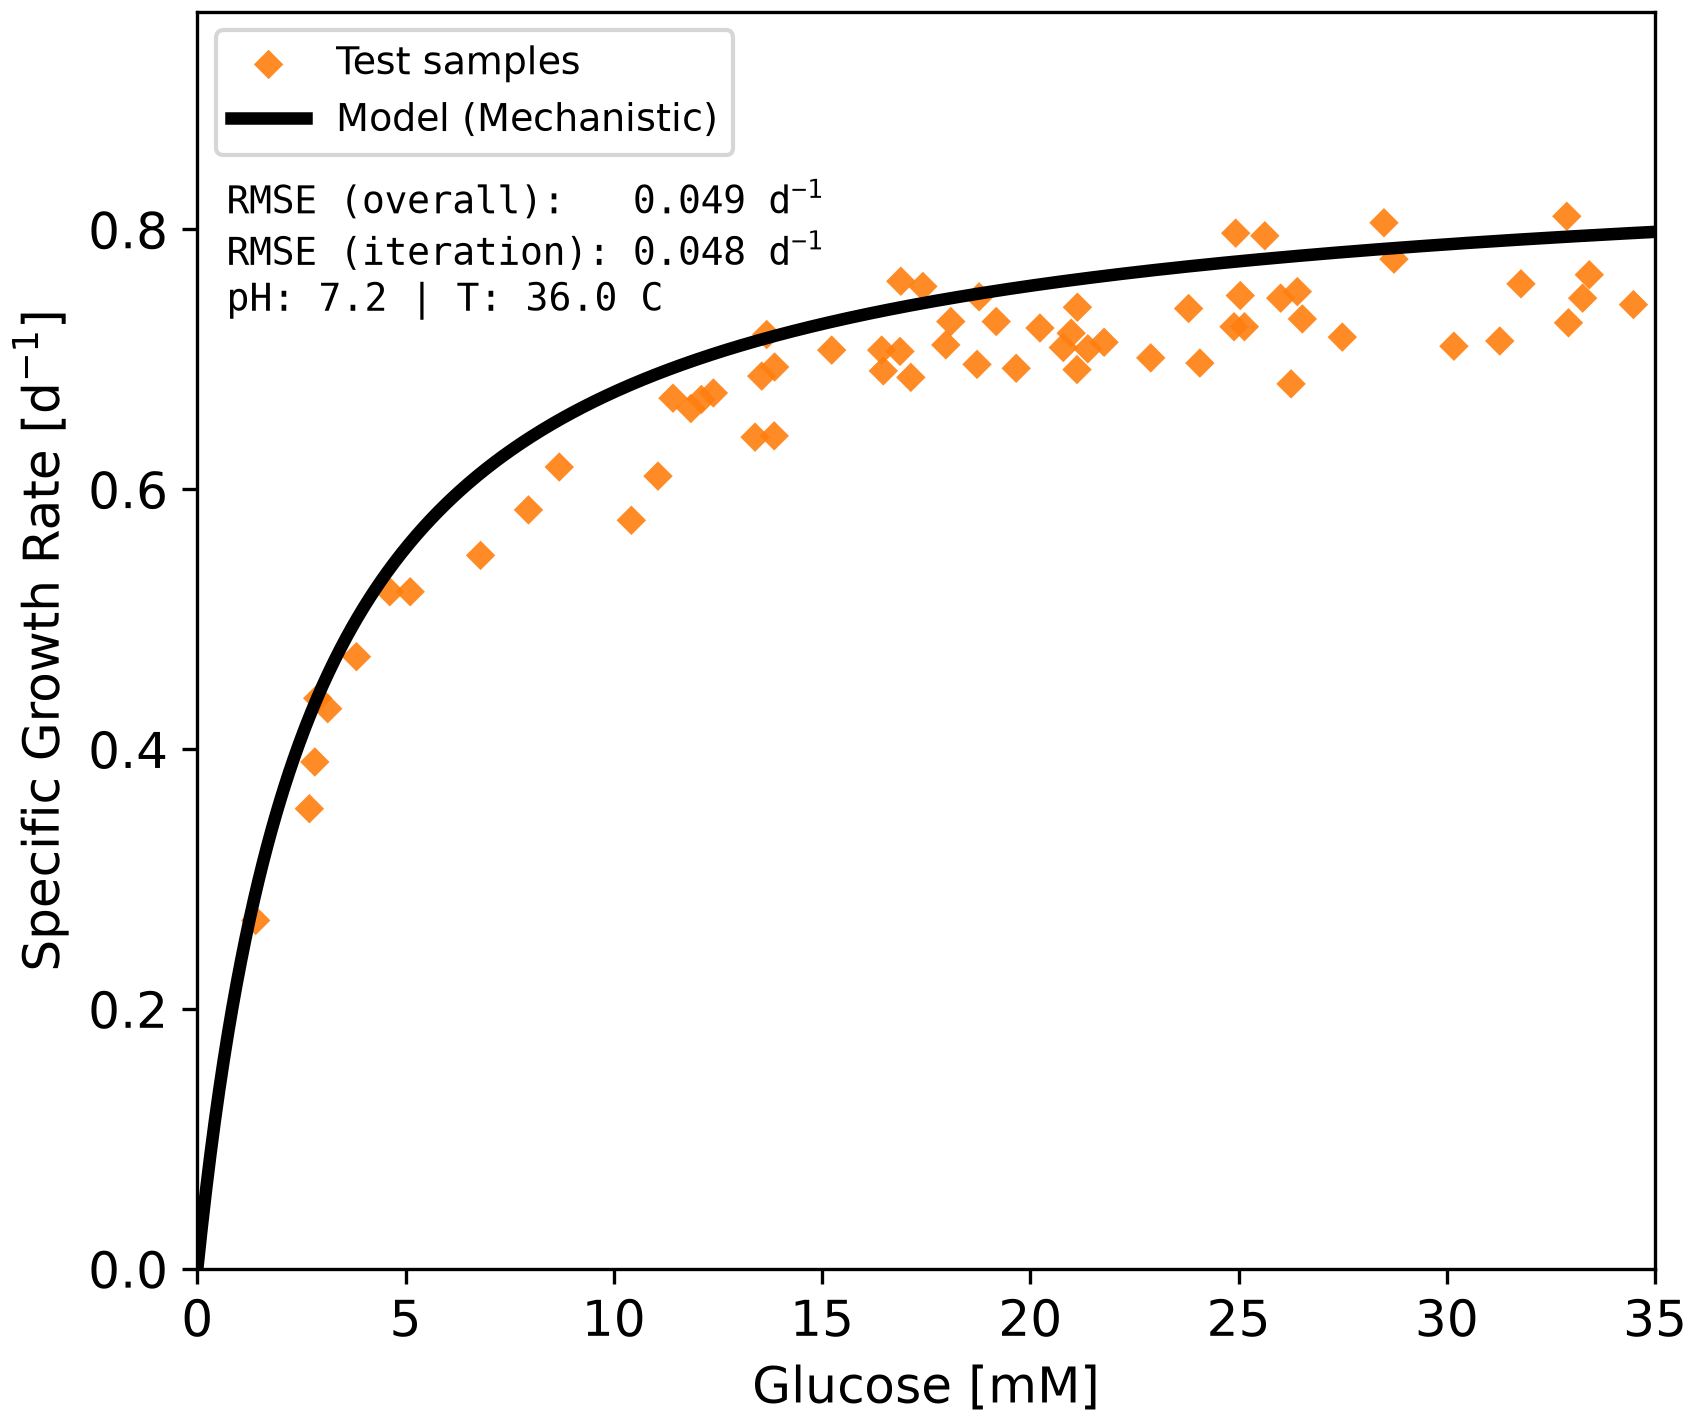 Test samples
Model (Mechanistic)
RMSE (overall):   0.049 d⁻¹
RMSE (iteration): 0.048 d⁻¹
pH: 7.2 | T: 36.0 C
Specific Growth Rate [d⁻¹]
0.8
0.6
0.4
0.2
0.0
0 5 10 15 20 25 30 35
Glucose [mM]